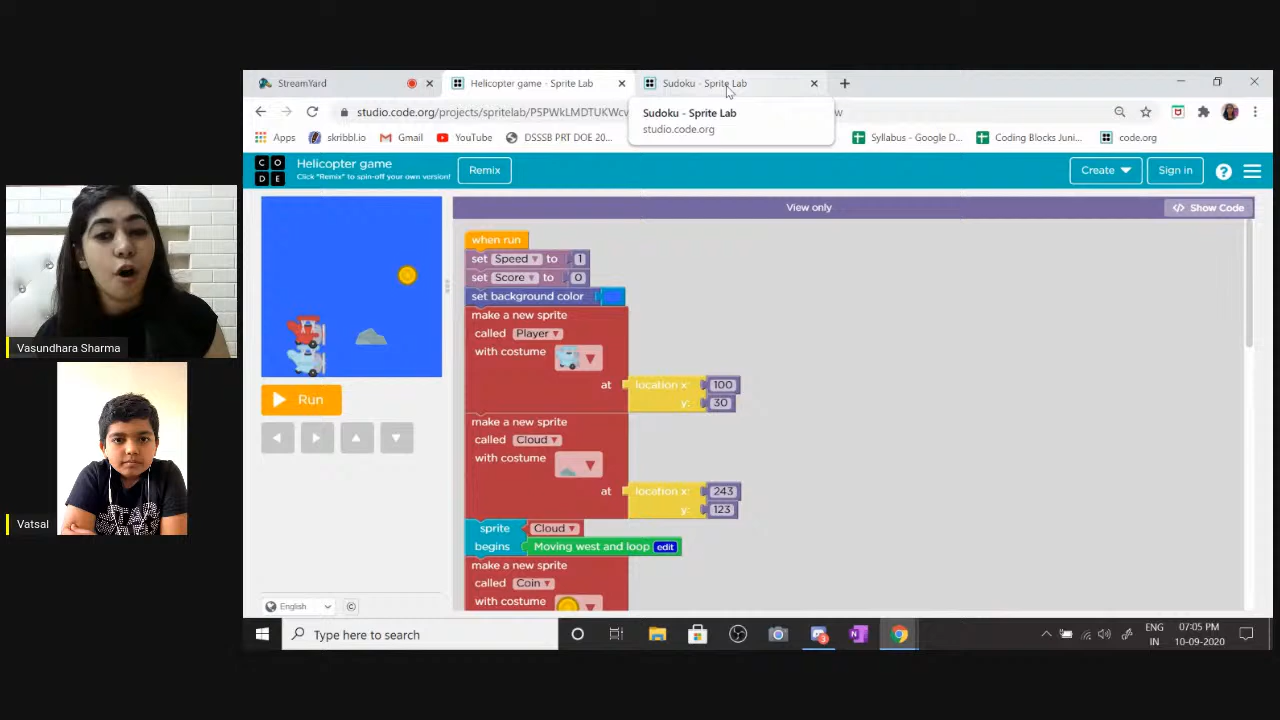 StreamYard
Helicopter game - Sprite Lab
Sudoku - Sprite Lab
studio.code.org/projects/spritelab/P5PWkLMDTUKWcv
Sudoku - Sprite Lab
studio.code.org
Apps
skribbl.io
Gmail
YouTube
DSSSB PRT DOE 20...
Syllabus - Google D...
Coding Blocks Juni...
code.org
C O
D E
Helicopter game
Click "Remix" to spin-off your own version!
Remix
Create
Sign in
View only
Show Code
when run
set Speed to 1
set Score to 0
set background color
make a new sprite
called Player
with costume
at location x: 100
y: 30
make a new sprite
called Cloud
with costume
at location x: 243
y: 123
sprite Cloud
begins Moving west and loop edit
make a new sprite
called Coin
with costume
Run
English
©
Vasundhara Sharma
Vatsal
Type here to search
ENG
IN
07:05 PM
10-09-2020